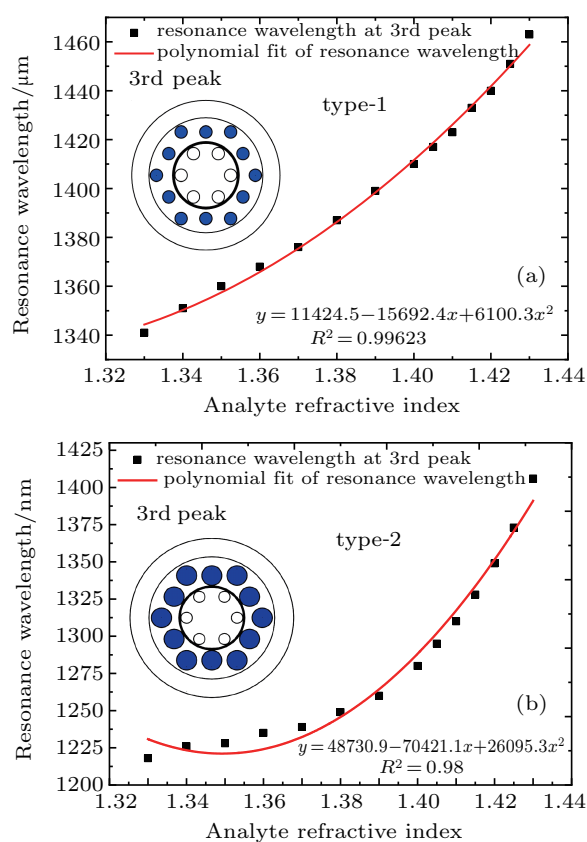 resonance wavelength at 3rd peak
polynomial fit of resonance wavelength
3rd peak
type-1
(a)
y = 11424.5−15692.4x+6100.3x²
R² = 0.99623
1460
1440
1420
1400
1380
1360
1340
Resonance wavelength/μm
1.32 1.34 1.36 1.38 1.40 1.42 1.44
Analyte refractive index
resonance wavelength at 3rd peak
polynomial fit of resonance wavelength
3rd peak
type-2
(b)
y = 48730.9−70421.1x+26095.3x²
R² = 0.98
1425
1400
1375
1350
1325
1300
1275
1250
1225
1200
Resonance wavelength/nm
1.32 1.34 1.36 1.38 1.40 1.42 1.44
Analyte refractive index